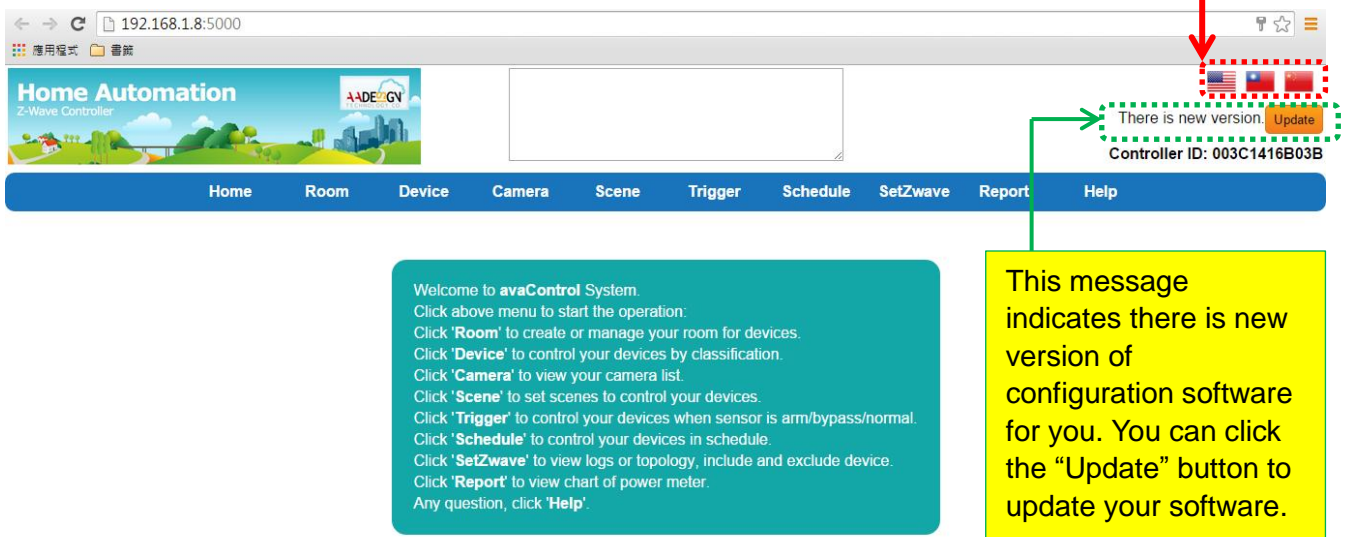 192.168.1.8:5000
應用程式 書籤
Home Automation
Z-Wave Controller
AADESIGN
TECHNOLOGY CO.
There is new version. Update
Controller ID: 003C1416B03B
Home Room Device Camera Scene Trigger Schedule SetZwave Report Help
Welcome to avaControl System.
Click above menu to start the operation:
Click 'Room' to create or manage your room for devices.
Click 'Device' to control your devices by classification.
Click 'Camera' to view your camera list.
Click 'Scene' to set scenes to control your devices.
Click 'Trigger' to control your devices when sensor is arm/bypass/normal.
Click 'Schedule' to control your devices in schedule.
Click 'SetZwave' to view logs or topology, include and exclude device.
Click 'Report' to view chart of power meter.
Any question, click 'Help'.
This message
indicates there is new
version of
configuration software
for you. You can click
the “Update” button to
update your software.